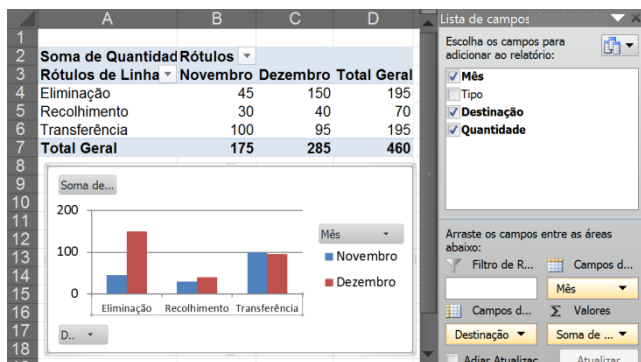 A B C D
1
2 Soma de Quantidad Rótulos
3 Rótulos de Linha Novembro Dezembro Total Geral
4 Eliminação 45 150 195
5 Recolhimento 30 40 70
6 Transferência 100 95 195
7 Total Geral 175 285 460
8
9
10
11
12
13
14
15
16
17
18
Soma de...
200
100
0
Eliminação Recolhimento Transferência
Mês
Novembro
Dezembro
D..
Lista de campos
Escolha os campos para
adicionar ao relatório:
Mês
Tipo
Destinação
Quantidade
Arraste os campos entre as áreas
abaixo:
Filtro de R... Campos d...
Mês
Campos d... Σ Valores
Destinação Soma de ...
Adiar Atualizaç Atualizar